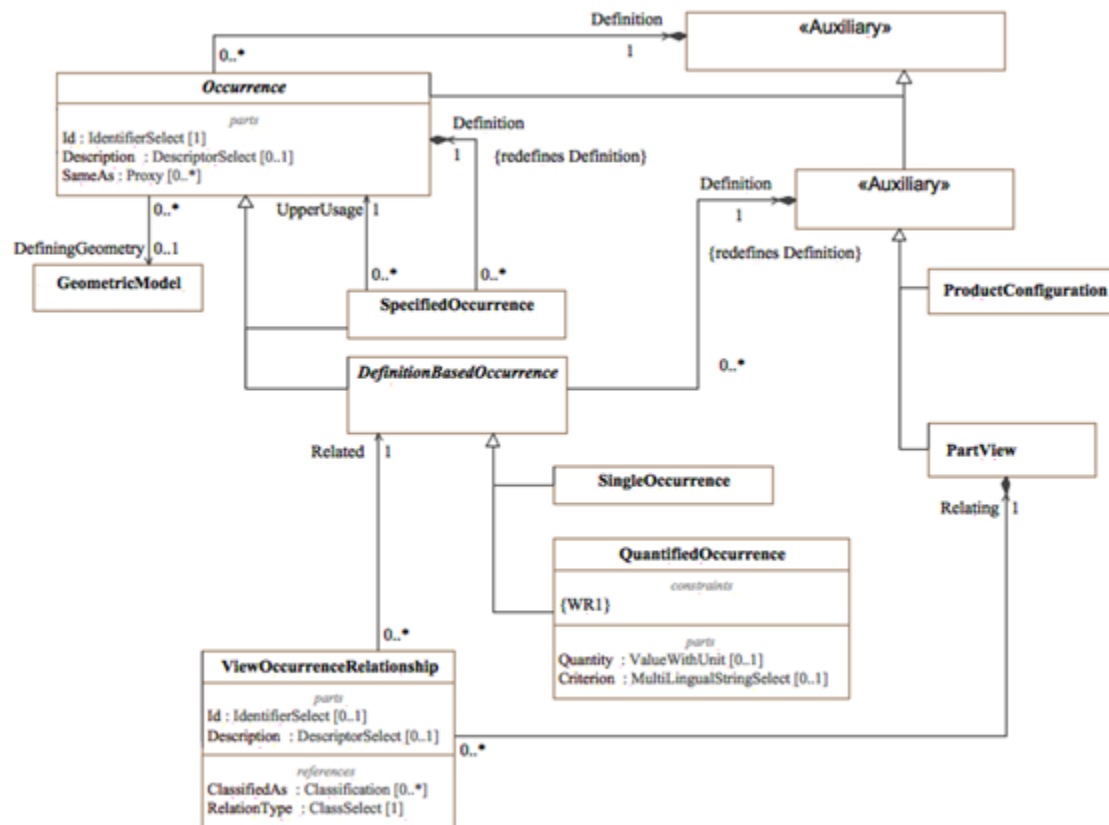 Definition
«Auxiliary»
0..*
1
Occurrence
parts
Id : IdentifierSelect [1]
Description : DescriptorSelect [0..1]
SameAs : Proxy [0..*]
Definition
1
{redefines Definition}
Definition
«Auxiliary»
1
{redefines Definition}
0..*
UpperUsage
1
DefiningGeometry
0..1
GeometricModel
0..*
0..*
SpecifiedOccurrence
ProductConfiguration
DefinitionBasedOccurrence
0..*
Related
1
PartView
SingleOccurrence
Relating
1
QuantifiedOccurrence
constraints
{WR1}
parts
Quantity : ValueWithUnit [0..1]
Criterion : MultiLingualStringSelect [0..1]
0..*
ViewOccurrenceRelationship
parts
Id : IdentifierSelect [0..1]
Description : DescriptorSelect [0..1]
0..*
references
ClassifiedAs : Classification [0..*]
RelationType : ClassSelect [1]